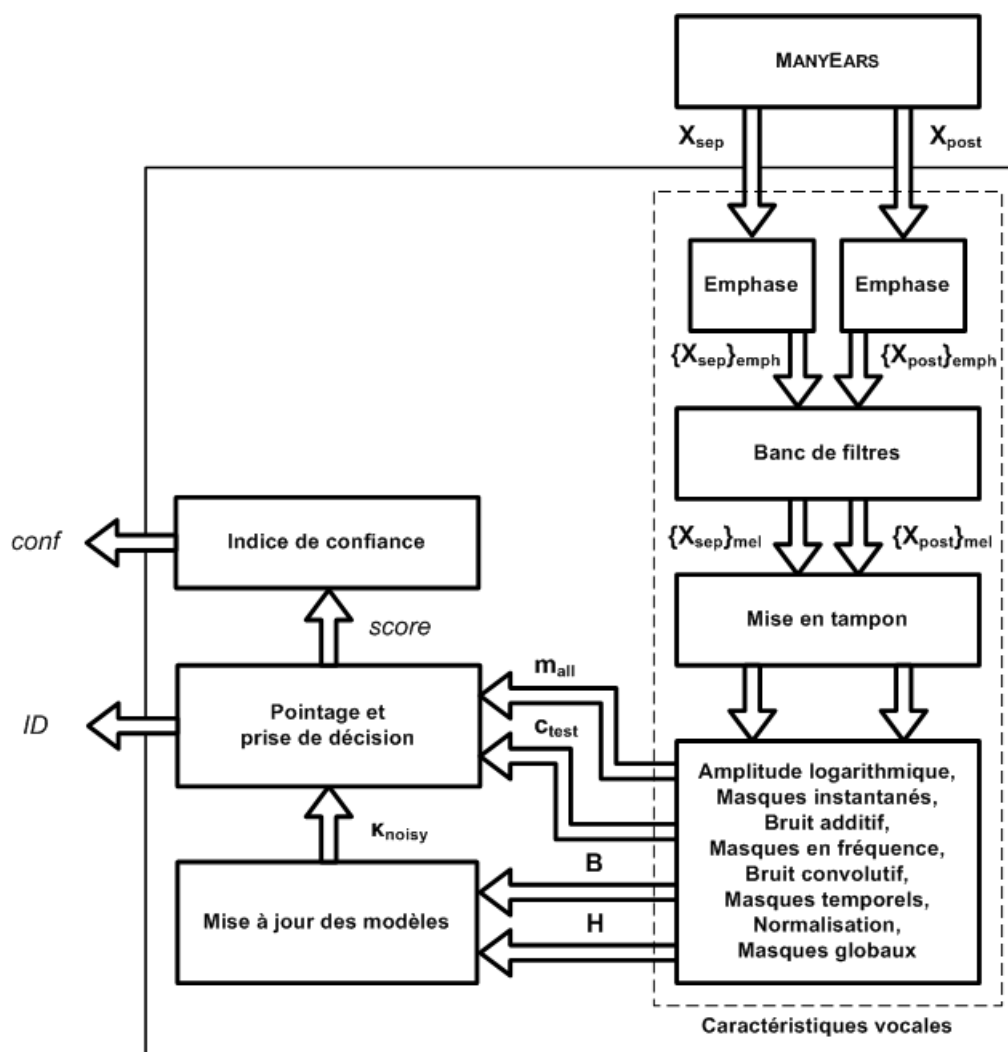 MANYEARS
Xsep
Xpost
Emphase
Emphase
{Xsep}emph
{Xpost}emph
Banc de filtres
{Xsep}mel
{Xpost}mel
Mise en tampon
Amplitude logarithmique,
Masques instantanés,
Bruit additif,
Masques en fréquence,
Bruit convolutif,
Masques temporels,
Normalisation,
Masques globaux
Caractéristiques vocales
conf
Indice de confiance
score
ID
Pointage et
prise de décision
mall
ctest
κnoisy
B
H
Mise à jour des modèles